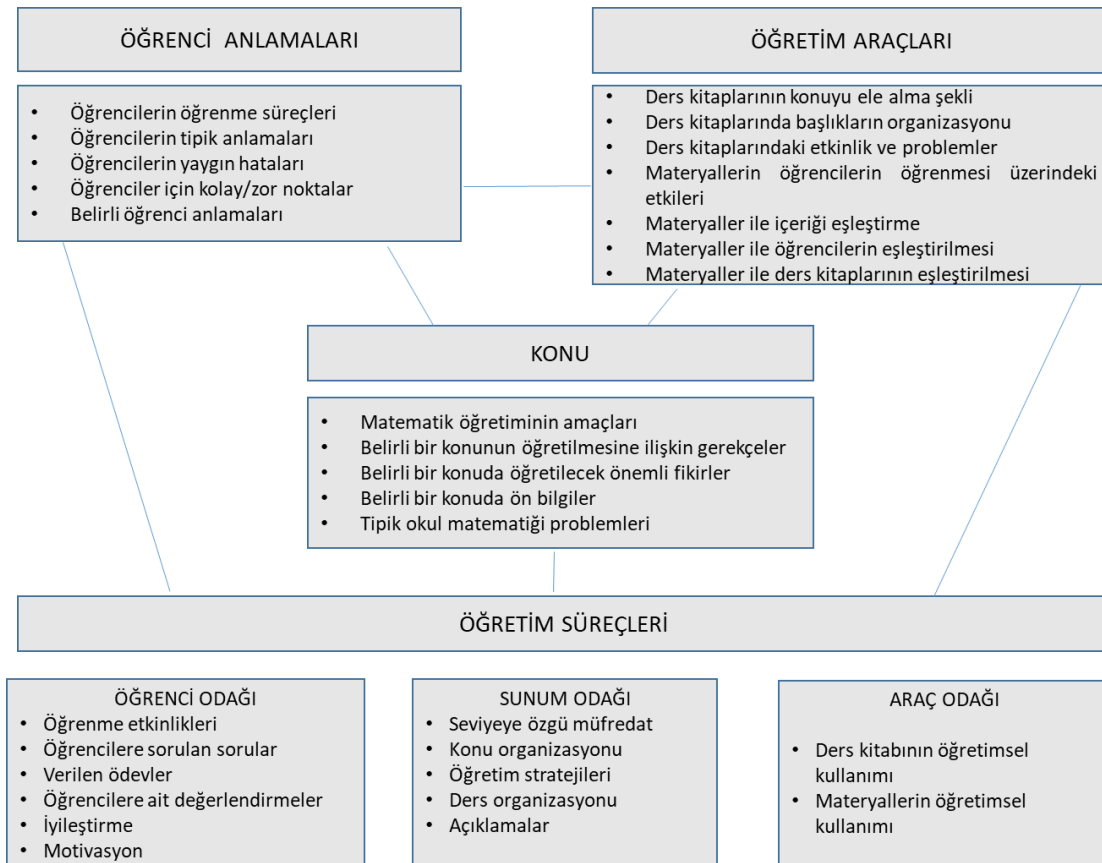 ÖĞRENCİ ANLAMALARI
• Öğrencilerin öğrenme süreçleri
• Öğrencilerin tipik anlamaları
• Öğrencilerin yaygın hataları
• Öğrenciler için kolay/zor noktalar
• Belirli öğrenci anlamaları
ÖĞRETİM ARAÇLARI
• Ders kitaplarının konuyu ele alma şekli
• Ders kitaplarında başlıkların organizasyonu
• Ders kitaplarındaki etkinlik ve problemler
• Materyallerin öğrencilerin öğrenmesi üzerindeki
etkileri
• Materyaller ile içeriği eşleştirme
• Materyaller ile öğrencilerin eşleştirilmesi
• Materyaller ile ders kitaplarının eşleştirilmesi
KONU
• Matematik öğretiminin amaçları
• Belirli bir konunun öğretilmesine ilişkin gerekçeler
• Belirli bir konuda öğretilecek önemli fikirler
• Belirli bir konuda ön bilgiler
• Tipik okul matematiği problemleri
ÖĞRETİM SÜREÇLERİ
ÖĞRENCİ ODAĞI
• Öğrenme etkinlikleri
• Öğrencilere sorulan sorular
• Verilen ödevler
• Öğrencilere ait değerlendirmeler
• İyileştirme
• Motivasyon
SUNUM ODAĞI
• Seviyeye özgü müfredat
• Konu organizasyonu
• Öğretim stratejileri
• Ders organizasyonu
• Açıklamalar
ARAÇ ODAĞI
• Ders kitabının öğretimsel
kullanımı
• Materyallerin öğretimsel
kullanımı